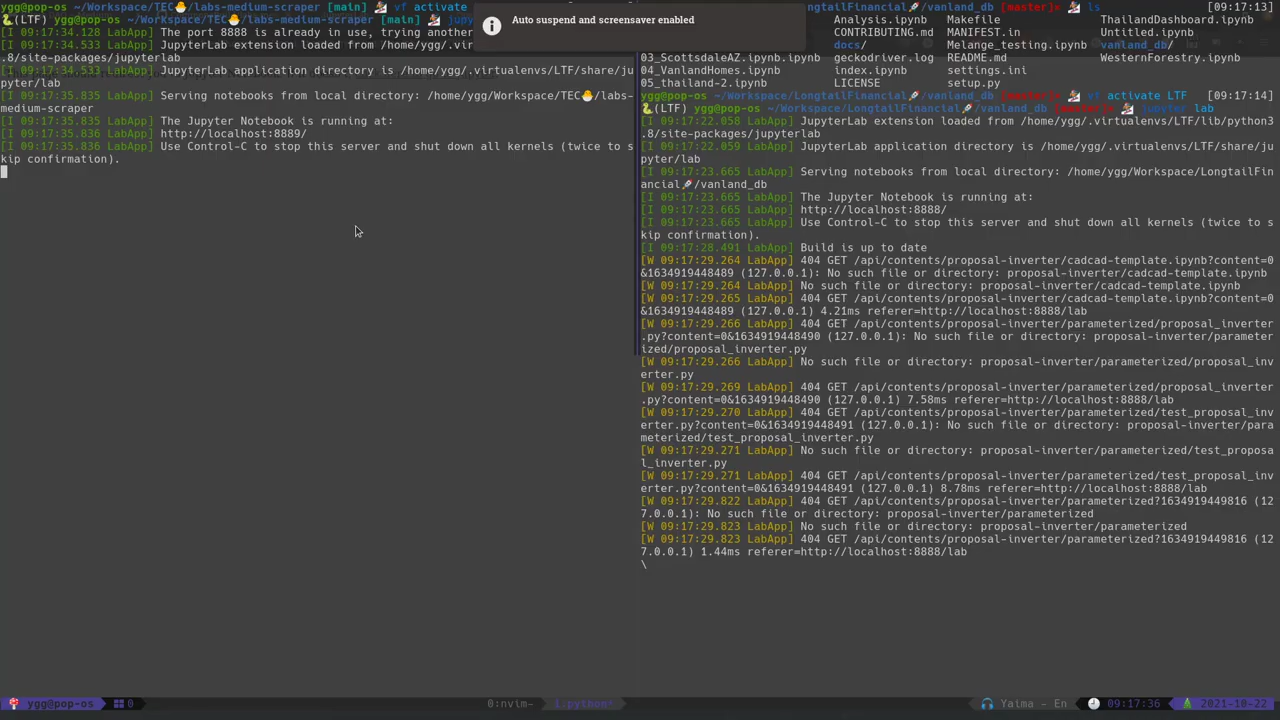 ygg@pop-os ~/Workspace/TEC🐣/labs-medium-scraper [main] 🏇 vf activate
🐍(LTF) ygg@pop-os ~/Workspace/TEC🐣/labs-medium-scraper [main] 🏇
[I 09:17:34.128 LabApp] The port 8888 is already in use, trying another
[I 09:17:34.533 LabApp] JupyterLab extension loaded from
.8/site-packages/jupyterlab
[I 09:17:34.533 LabApp] JupyterLab application directory is /home/ygg/.virtualenvs/LTF/share/ju
pyter/lab
[I 09:17:35.835 LabApp] Serving notebooks from local directory: /home/ygg/Workspace/TEC🐣/labs-
medium-scraper
[I 09:17:35.835 LabApp] The Jupyter Notebook is running at:
[I 09:17:35.836 LabApp] http://localhost:8889/
[I 09:17:35.836 LabApp] Use Control-C to stop this server and shut down all kernels (twice to s
kip confirmation).
Auto suspend and screensaver enabled
longtailFinancial🚀/vanland_db [master]× 🏇 ls [09:17:13]
Analysis.ipynb Makefile ThailandDashboard.ipynb
CONTRIBUTING.md MANIFEST.in Untitled.ipynb
docs/ Melange_testing.ipynb vanland_db/
03_ScottsdaleAZ.ipynb geckodriver.log README.md WesternForestry.ipynb
04_VanlandHomes.ipynb index.ipynb settings.ini
05_thailand-2.ipynb LICENSE setup.py
ygg@pop-os ~/Workspace/LongtailFinancial🚀/vanland_db [master]× 🏇 vf activate LTF [09:17:14]
🐍(LTF) ygg@pop-os ~/Workspace/LongtailFinancial🚀/vanland_db [master]× 🏇 jupyter lab
[I 09:17:22.058 LabApp] JupyterLab extension loaded from /home/ygg/.virtualenvs/LTF/lib/python3
.8/site-packages/jupyterlab
[I 09:17:22.059 LabApp] JupyterLab application directory is /home/ygg/.virtualenvs/LTF/share/ju
pyter/lab
[I 09:17:23.665 LabApp] Serving notebooks from local directory: /home/ygg/Workspace/LongtailFin
ancial🚀/vanland_db
[I 09:17:23.665 LabApp] The Jupyter Notebook is running at:
[I 09:17:23.665 LabApp] http://localhost:8888/
[I 09:17:23.665 LabApp] Use Control-C to stop this server and shut down all kernels (twice to s
kip confirmation).
[I 09:17:28.491 LabApp] Build is up to date
[W 09:17:29.264 LabApp] 404 GET /api/contents/proposal-inverter/cadcad-template.ipynb?content=0
&1634919448489 (127.0.0.1): No such file or directory: proposal-inverter/cadcad-template.ipynb
[W 09:17:29.264 LabApp] No such file or directory: proposal-inverter/cadcad-template.ipynb
[W 09:17:29.265 LabApp] 404 GET /api/contents/proposal-inverter/cadcad-template.ipynb?content=0
&1634919448489 (127.0.0.1) 4.21ms referer=http://localhost:8888/lab
[W 09:17:29.266 LabApp] 404 GET /api/contents/proposal-inverter/parameterized/proposal_inverter
.py?content=0&1634919448490 (127.0.0.1): No such file or directory: proposal-inverter/parameter
ized/proposal_inverter.py
[W 09:17:29.266 LabApp] No such file or directory: proposal-inverter/parameterized/proposal_inv
erter.py
[W 09:17:29.269 LabApp] 404 GET /api/contents/proposal-inverter/parameterized/proposal_inverter
.py?content=0&1634919448490 (127.0.0.1) 7.58ms referer=http://localhost:8888/lab
[W 09:17:29.270 LabApp] 404 GET /api/contents/proposal-inverter/parameterized/test_proposal_inv
erter.py?content=0&1634919448491 (127.0.0.1): No such file or directory: proposal-inverter/para
meterized/test_proposal_inverter.py
[W 09:17:29.271 LabApp] No such file or directory: proposal-inverter/parameterized/test_proposa
l_inverter.py
[W 09:17:29.271 LabApp] 404 GET /api/contents/proposal-inverter/parameterized/test_proposal_inv
erter.py?content=0&1634919448491 (127.0.0.1) 8.78ms referer=http://localhost:8888/lab
[W 09:17:29.822 LabApp] 404 GET /api/contents/proposal-inverter/parameterized?1634919449816 (12
7.0.0.1): No such file or directory: proposal-inverter/parameterized
[W 09:17:29.823 LabApp] No such file or directory: proposal-inverter/parameterized
[W 09:17:29.823 LabApp] 404 GET /api/contents/proposal-inverter/parameterized?1634919449816 (12
7.0.0.1) 1.44ms referer=http://localhost:8888/lab
\
ygg@pop-os 0 0:nvim- 1:python* Yalma - En 09:17:36 2021-10-22